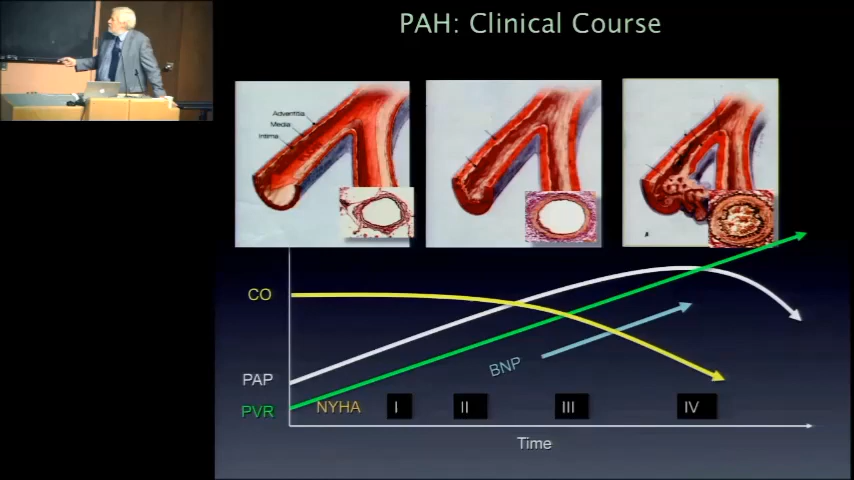 PAH: Clinical Course
Adventitia
Media
Intima
CO
PAP
BNP
PVR
NYHA I II III IV
Time